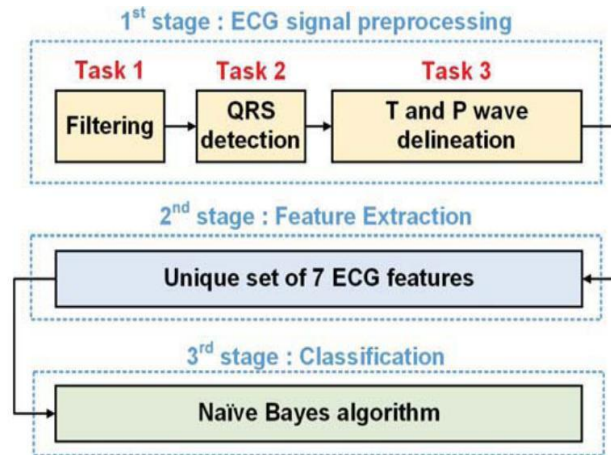 1st stage : ECG signal preprocessing
Task 1 Task 2 Task 3
Filtering
QRS
detection
T and P wave
delineation
2nd stage : Feature Extraction
Unique set of 7 ECG features
3rd stage : Classification
Naïve Bayes algorithm